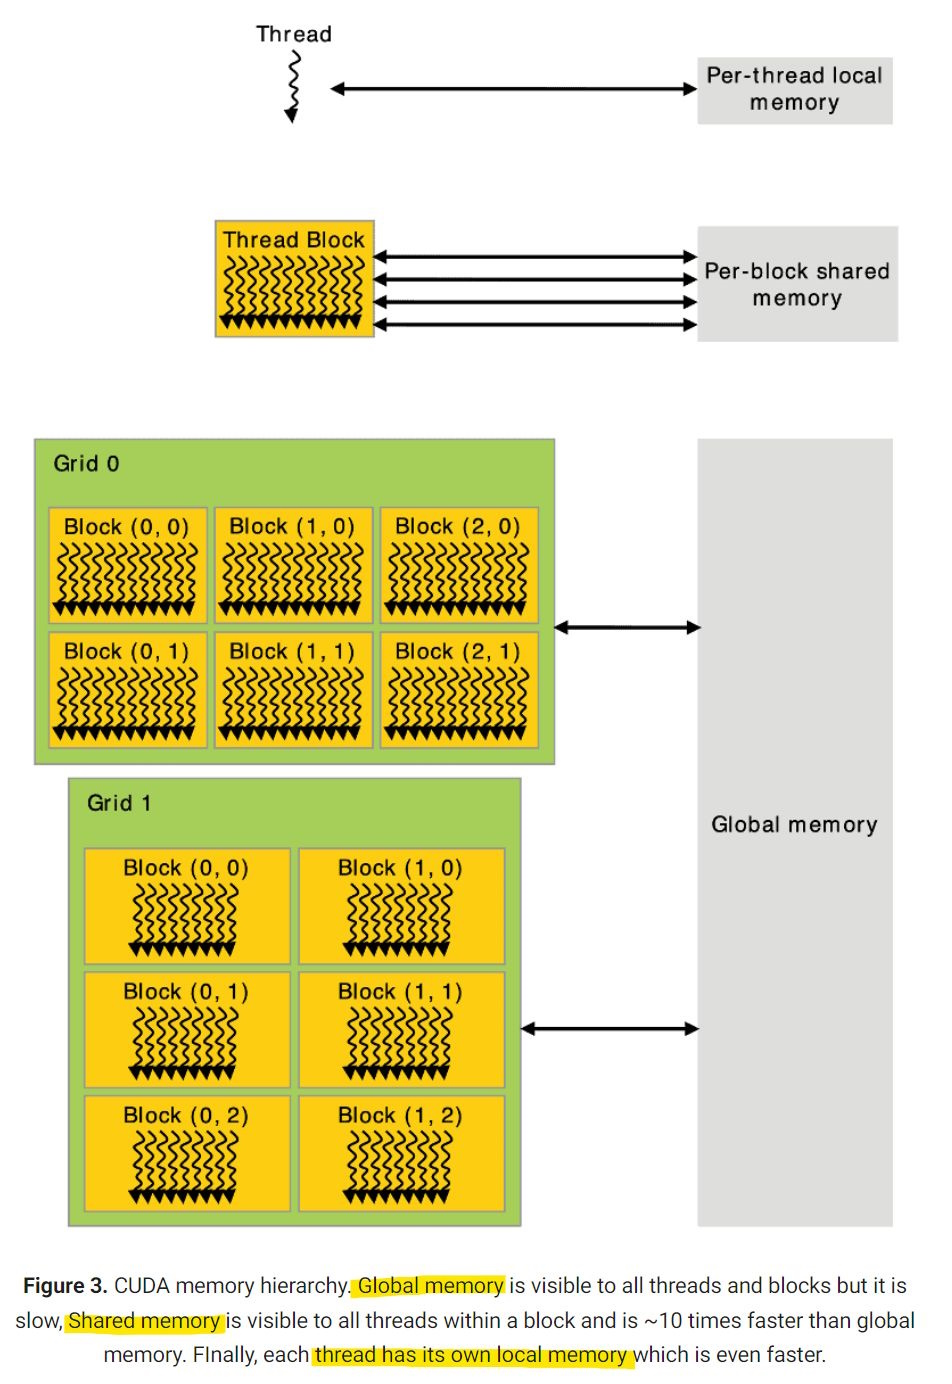 Thread
Per-thread local
memory
Thread Block
Per-block shared
memory
Grid 0
Block (0, 0)
Block (1, 0)
Block (2, 0)
Block (0, 1)
Block (1, 1)
Block (2, 1)
Grid 1
Block (0, 0)
Block (1, 0)
Block (0, 1)
Block (1, 1)
Block (0, 2)
Block (1, 2)
Global memory
Figure 3. CUDA memory hierarchy. Global memory is visible to all threads and blocks but it is
slow, Shared memory is visible to all threads within a block and is ~10 times faster than global
memory. FInally, each thread has its own local memory which is even faster.